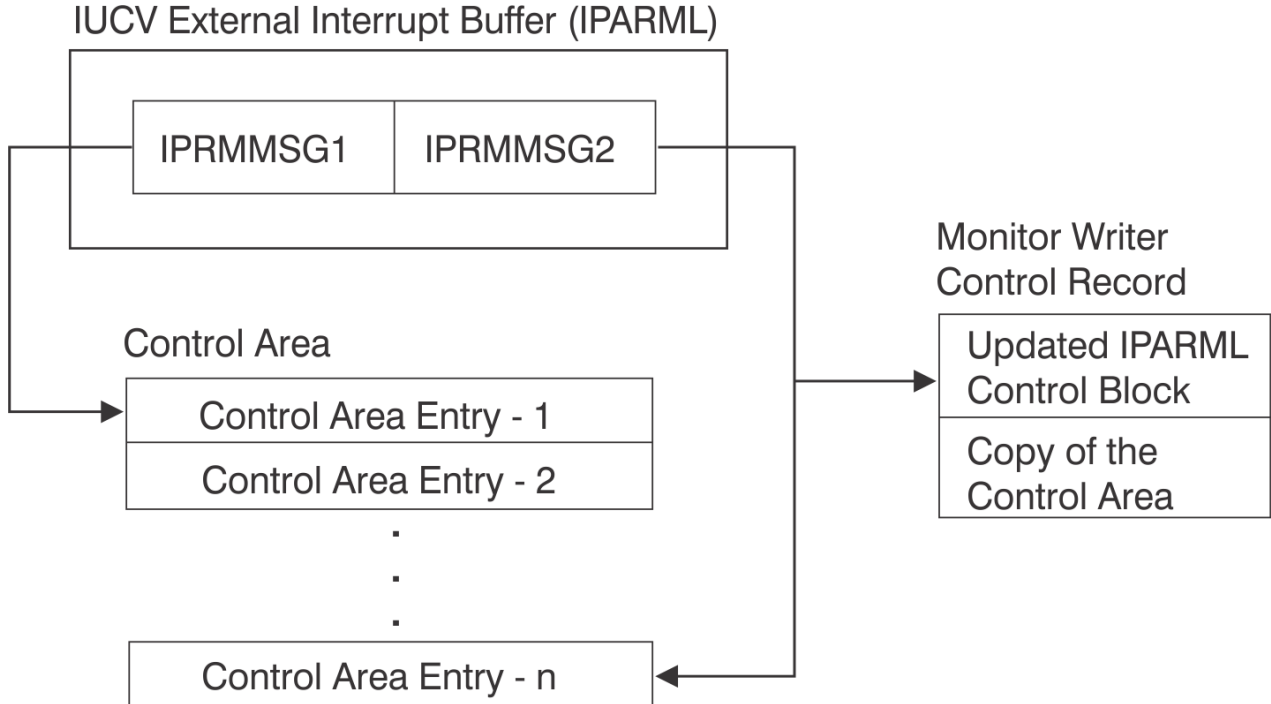 IUCV External Interrupt Buffer (IPARML)
IPRMMSG1 IPRMMSG2
Monitor Writer
Control Record
Updated IPARML
Control Block
Copy of the
Control Area
Control Area
Control Area Entry - 1
Control Area Entry - 2
.
.
.
Control Area Entry - n